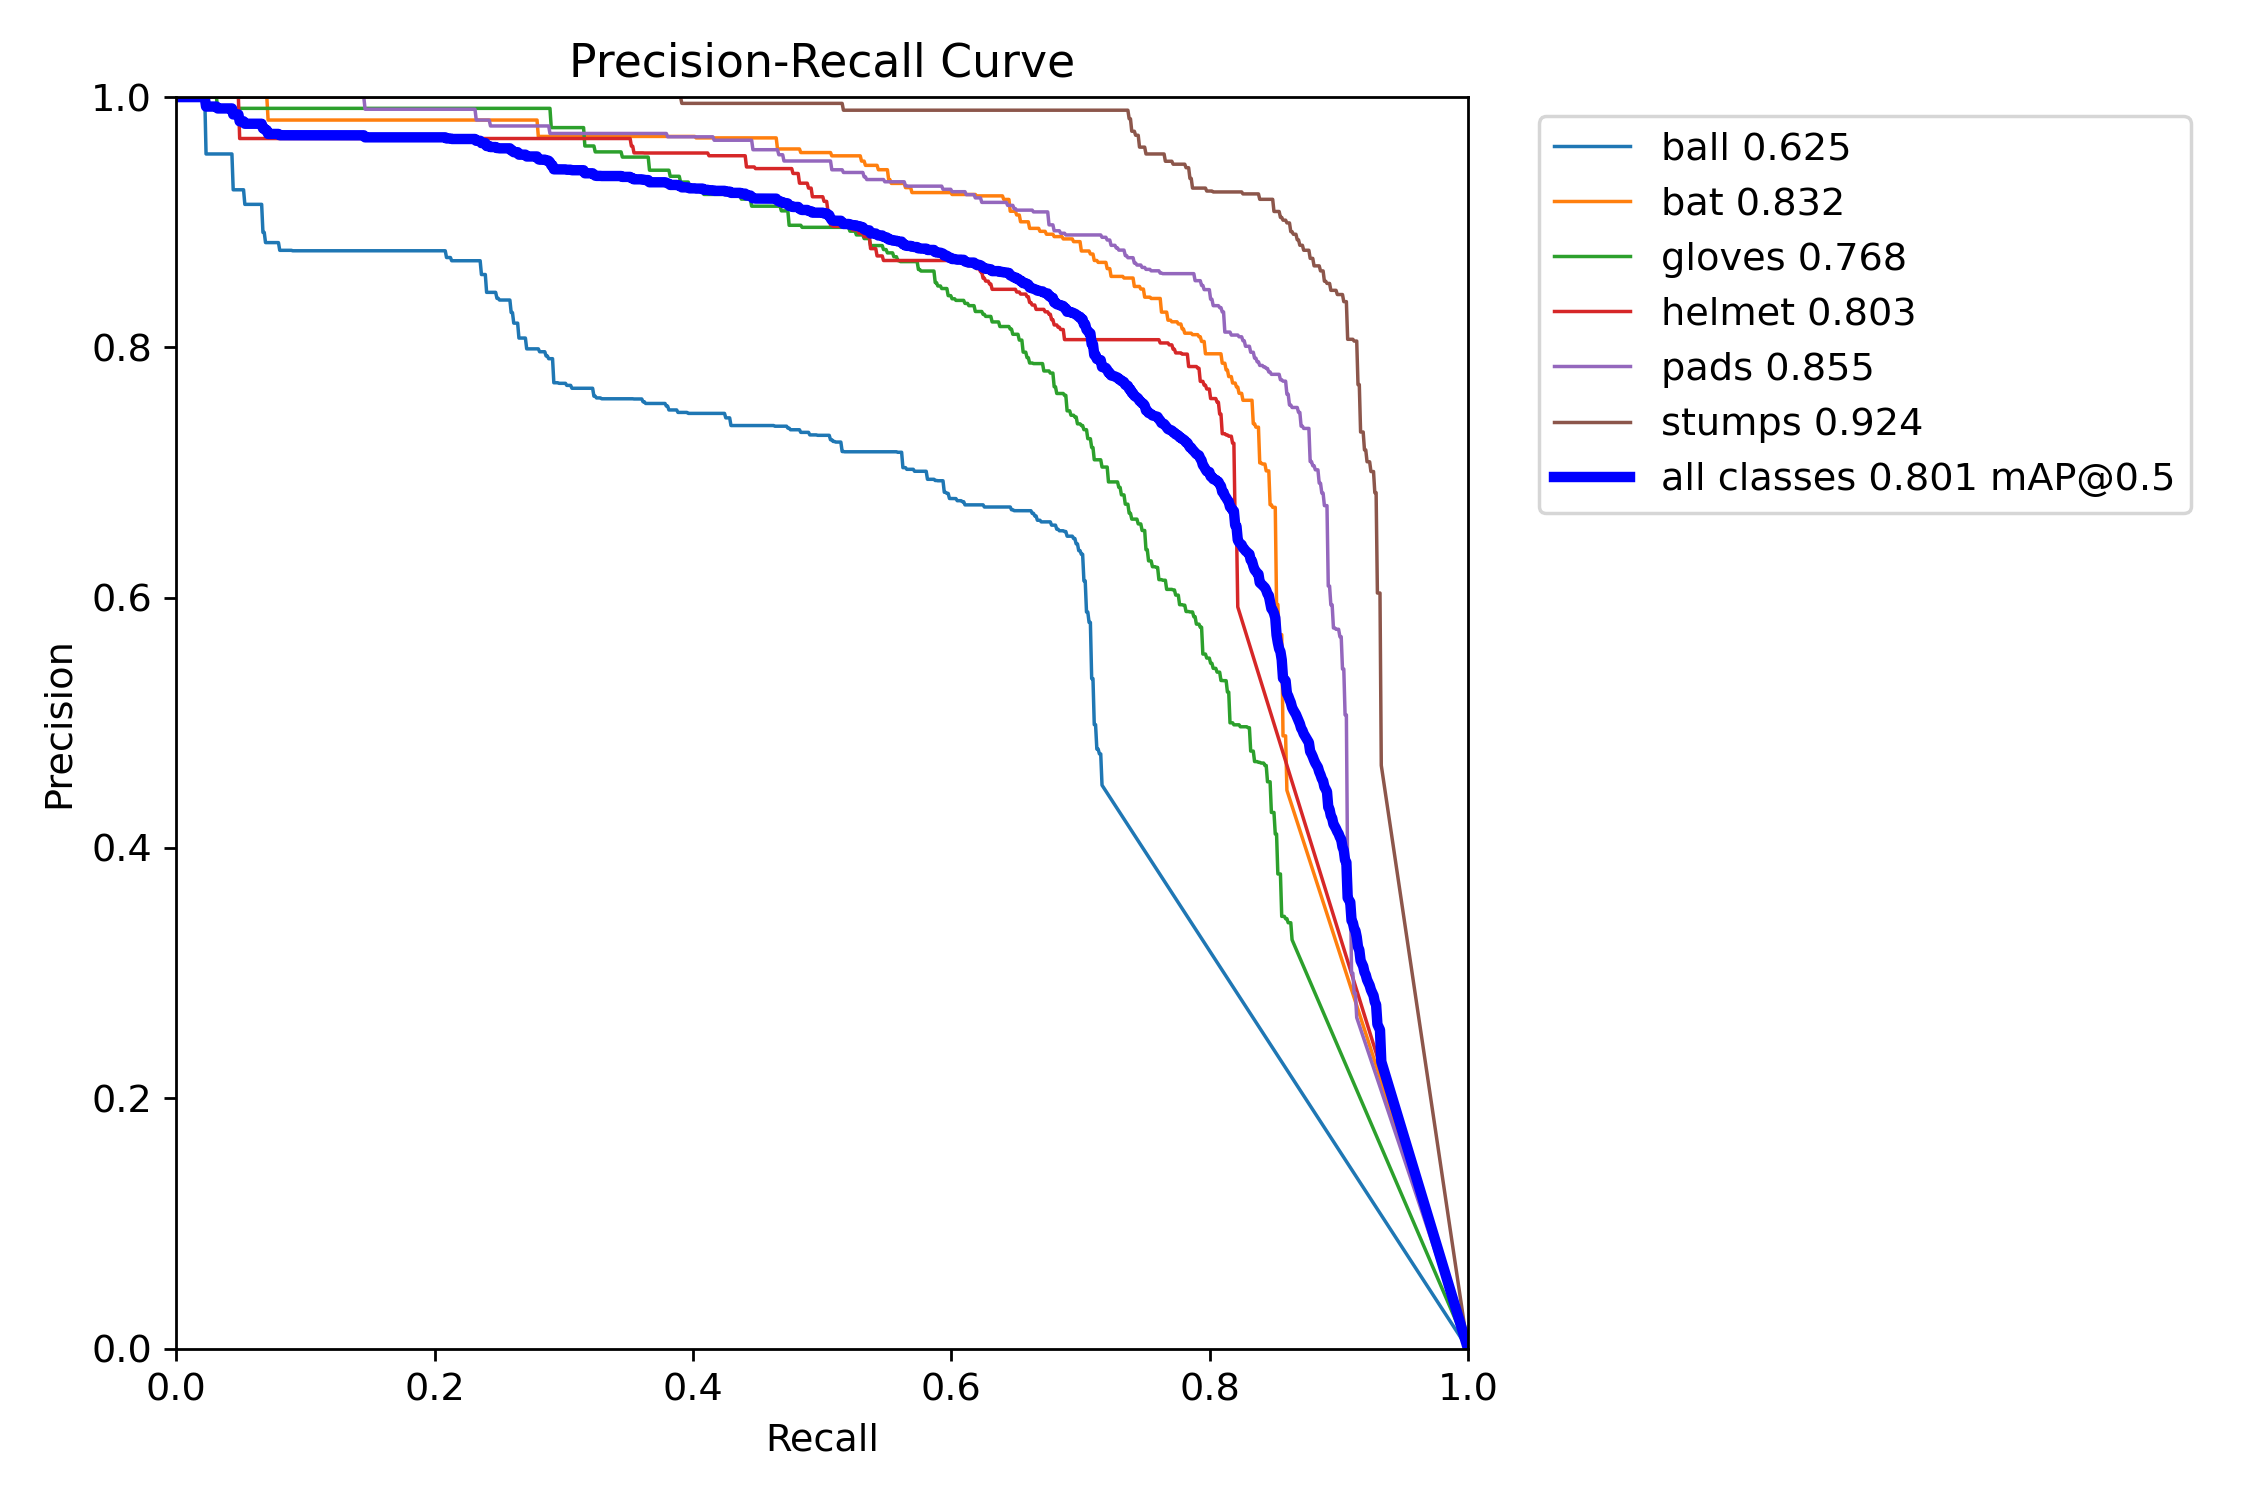 Precision-Recall Curve
1.0
0.8
0.6
0.4
0.2
0.0
Precision
0.0 0.2 0.4 0.6 0.8 1.0
Recall
ball 0.625
bat 0.832
gloves 0.768
helmet 0.803
pads 0.855
stumps 0.924
all classes 0.801 mAP@0.5